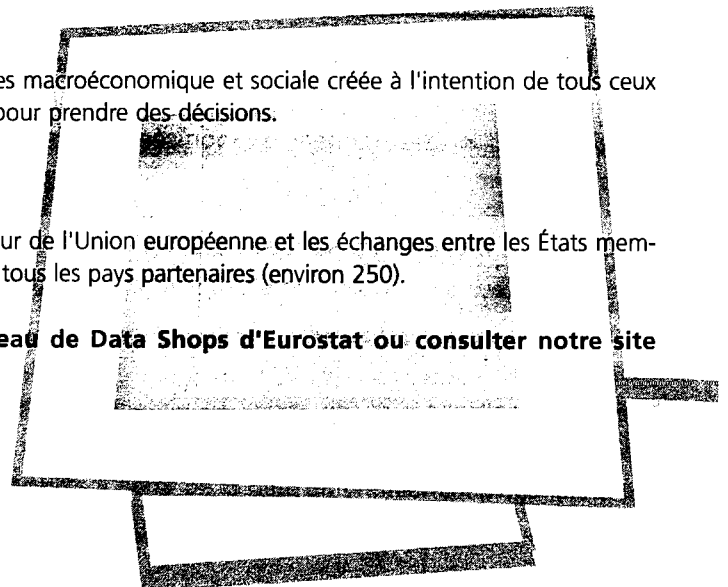 es macroéconomique et sociale créée à l'intention de tous ceux
pour prendre des décisions.
ur de l'Union européenne et les échanges entre les États mem-
tous les pays partenaires (environ 250).
eau de Data Shops d'Eurostat ou consulter notre site